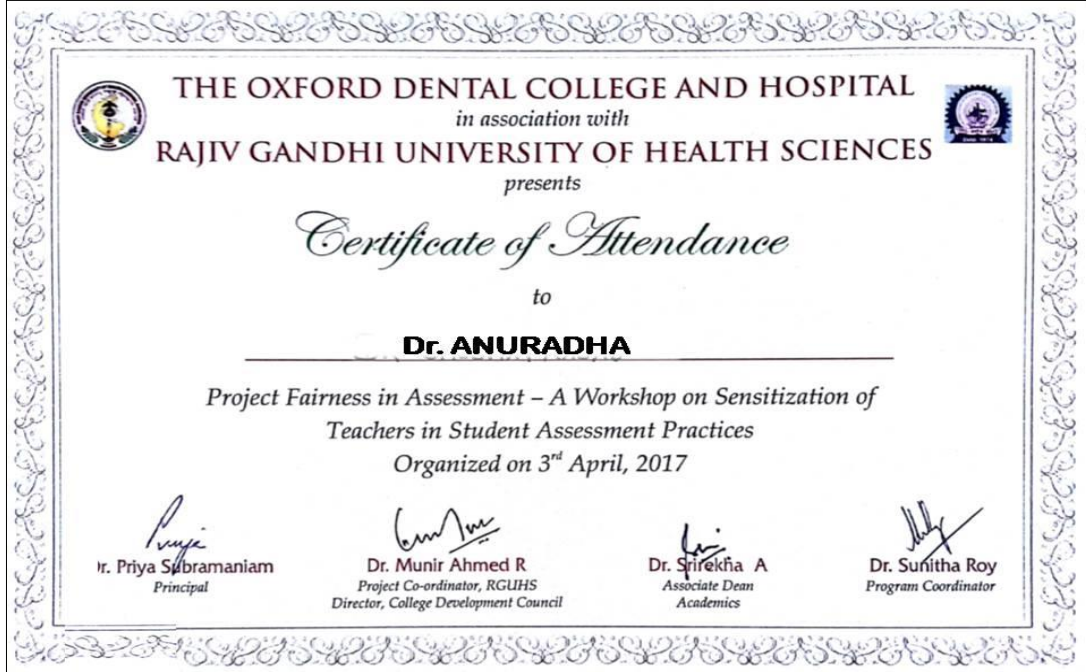 THE OXFORD DENTAL COLLEGE AND HOSPITAL
in association with
RAJIV GANDHI UNIVERSITY OF HEALTH SCIENCES
presents
Certificate of Attendance
to
Dr. ANURADHA
Project Fairness in Assessment – A Workshop on Sensitization of
Teachers in Student Assessment Practices
Organized on 3rd April, 2017
r. Priya Subramaniam
Principal
Dr. Munir Ahmed R
Project Co-ordinator, RGUHS
Director, College Development Council
Dr. Srirekha A
Associate Dean
Academics
Dr. Sunitha Roy
Program Coordinator